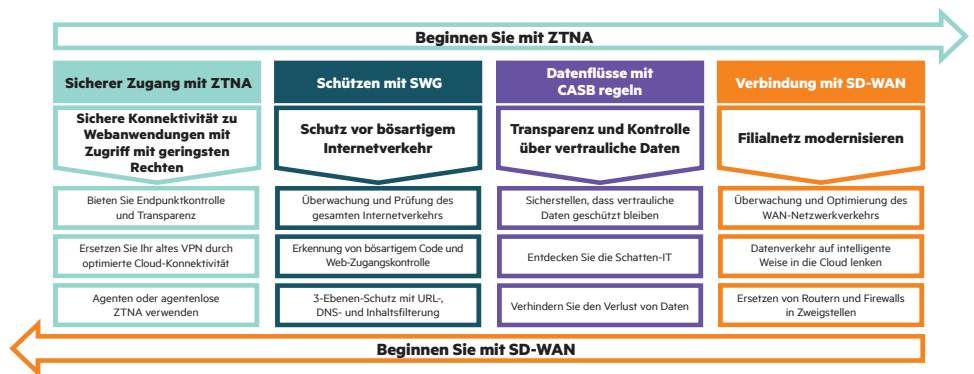 Beginnen Sie mit ZTNA
Sicherer Zugang mit ZTNA
Sichere Konnektivität zu
Webanwendungen mit
Zugriff mit geringsten
Rechten
Bieten Sie Endpunktkontrolle
und Transparenz
Ersetzen Sie Ihr altes VPN durch
optimierte Cloud-Konnektivität
Agenten oder agentenlose
ZTNA verwenden
Schützen mit SWG
Schutz vor bösartigem
Internetverkehr
Überwachung und Prüfung des
gesamten Internetverkehrs
Erkennung von bösartigem Code und
Web-Zugangskontrolle
3-Ebenen-Schutz mit URL-,
DNS- und Inhaltsfilterung
Datenflüsse mit
CASB regeln
Transparenz und Kontrolle
über vertrauliche Daten
Sicherstellen, dass vertrauliche
Daten geschützt bleiben
Entdecken Sie die Schatten-IT
Verhindern Sie den Verlust von Daten
Verbindung mit SD-WAN
Filialnetz modernisieren
Überwachung und Optimierung des
WAN-Netzwerkverkehrs
Datenverkehr auf intelligente
Weise in die Cloud lenken
Ersetzen von Routern und Firewalls
in Zweigstellen
Beginnen Sie mit SD-WAN